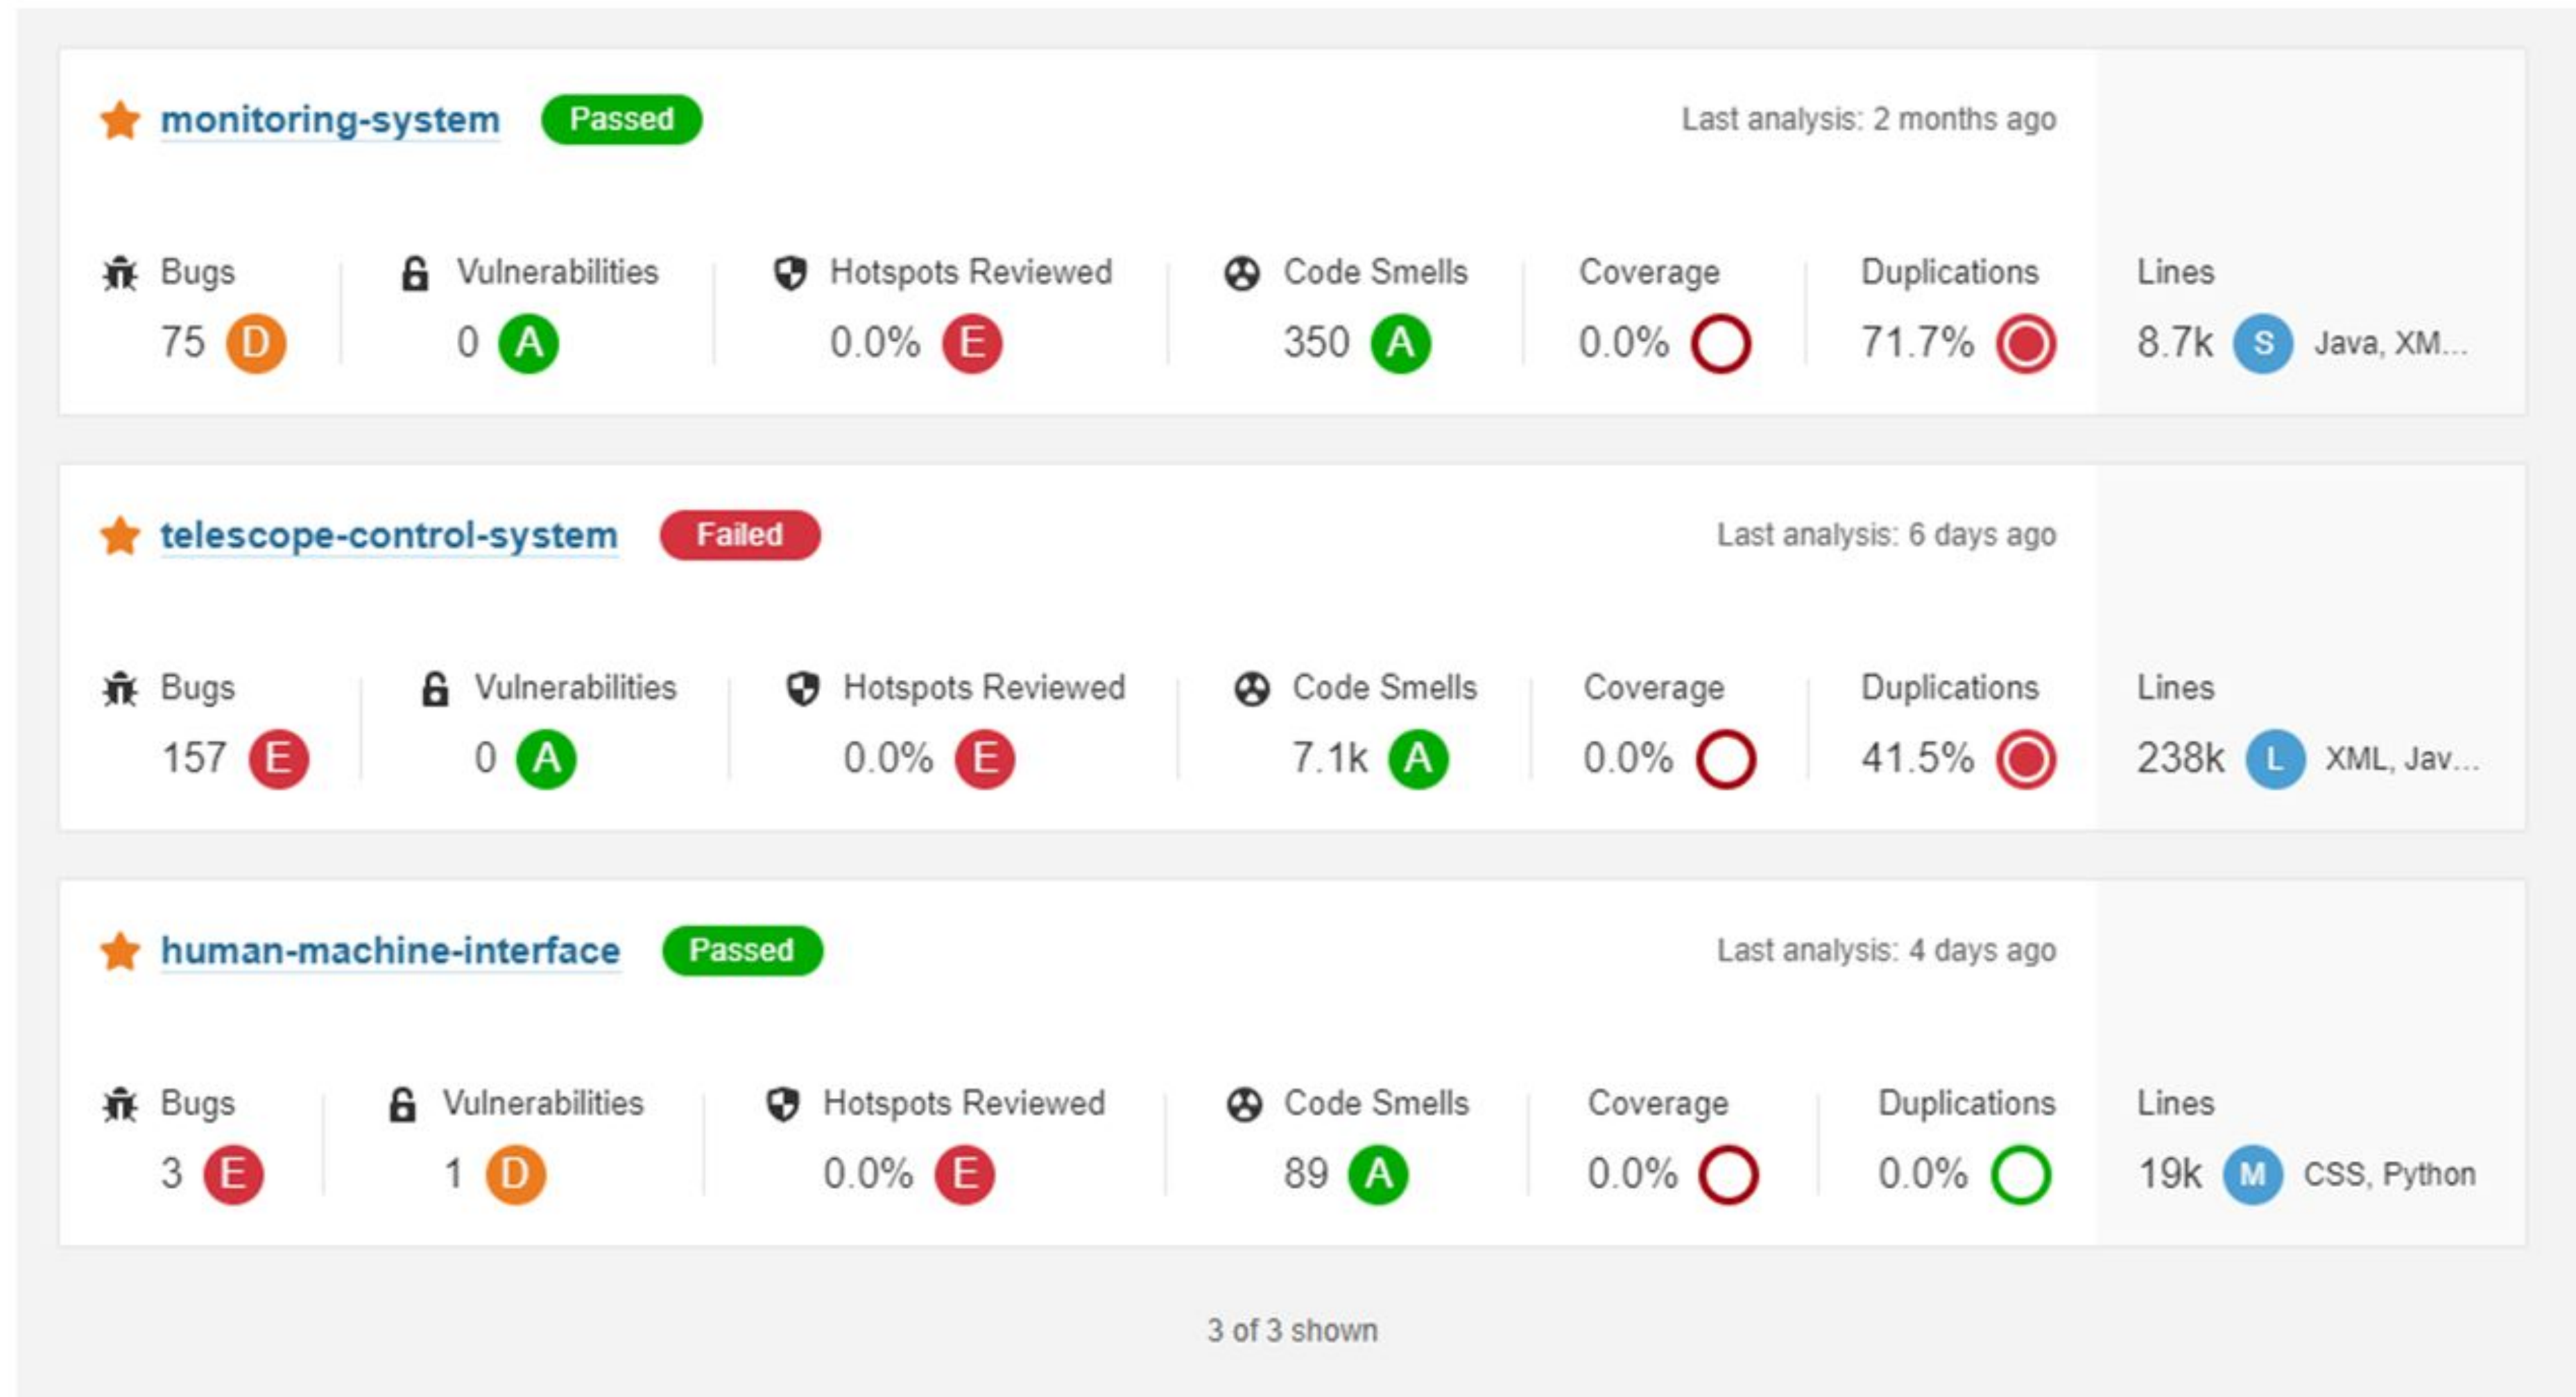 monitoring-system Passed Last analysis: 2 months ago
Bugs Vulnerabilities Hotspots Reviewed Code Smells Coverage Duplications Lines
75 D 0 A 0.0% E 350 A 0.0% 71.7% 8.7k S Java, XM...
telescope-control-system Failed Last analysis: 6 days ago
Bugs Vulnerabilities Hotspots Reviewed Code Smells Coverage Duplications Lines
157 E 0 A 0.0% E 7.1k A 0.0% 41.5% 238k L XML, Jav...
human-machine-interface Passed Last analysis: 4 days ago
Bugs Vulnerabilities Hotspots Reviewed Code Smells Coverage Duplications Lines
3 E 1 D 0.0% E 89 A 0.0% 0.0% 19k M CSS, Python
3 of 3 shown